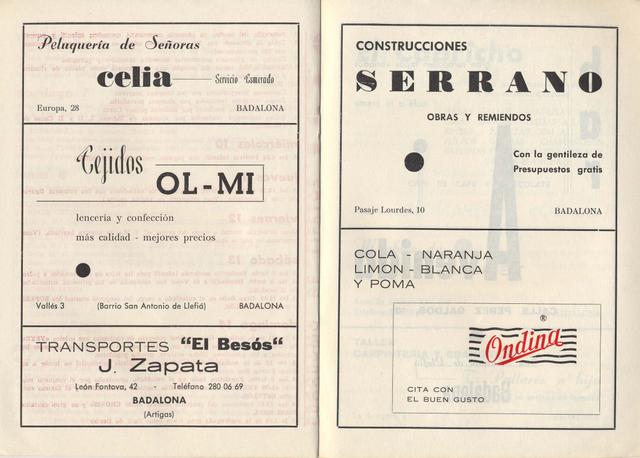 Peluquería de Señoras
celia Servicio Esmerado
Europa, 28 BADALONA
Tejidos
OL-MI
lencería y confección
más calidad - mejores precios
Vallés 3 (Barrio San Antonio de Llefiá) BADALONA
TRANSPORTES "El Besós"
J. Zapata
León Fontova, 42 - Teléfono 280 06 69
BADALONA
(Artigas)
CONSTRUCCIONES
SERRANO
OBRAS Y REMIENDOS
Con la gentileza de
Presupuestos gratis
Pasaje Lourdes, 10 BADALONA
COLA - NARANJA
LIMON - BLANCA
Y POMA
Ondina ®
CITA CON
EL BUEN GUSTO